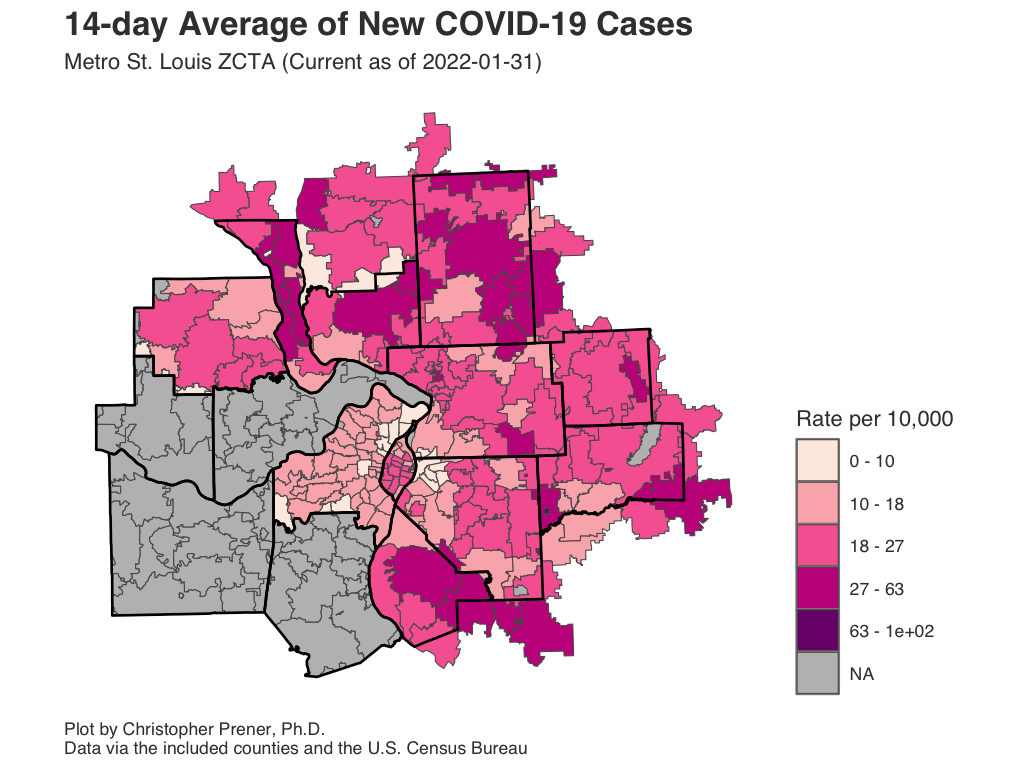 14-day Average of New COVID-19 Cases
Metro St. Louis ZCTA (Current as of 2022-01-31)
Rate per 10,000
0 - 10
10 - 18
18 - 27
27 - 63
63 - 1e+02
NA
Plot by Christopher Prener, Ph.D.
Data via the included counties and the U.S. Census Bureau